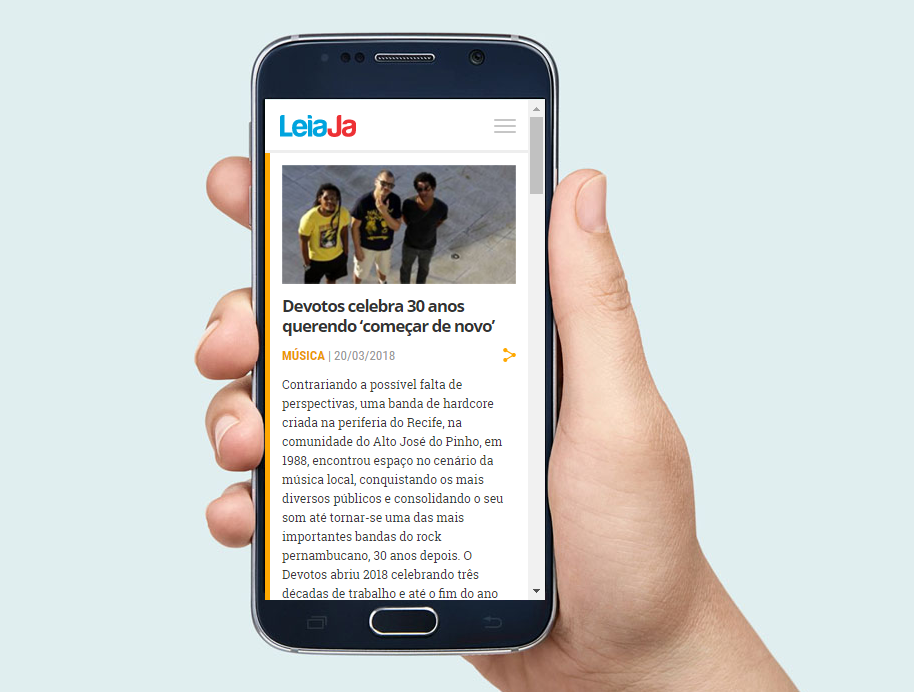 LeiaJa
Devotos celebra 30 anos
querendo ‘começar de novo’
MÚSICA | 20/03/2018
Contrariando a possível falta de
perspectivas, uma banda de hardcore
criada na periferia do Recife, na
comunidade do Alto José do Pinho, em
1988, encontrou espaço no cenário da
música local, conquistando os mais
diversos públicos e consolidando o seu
som até tornar-se uma das mais
importantes bandas do rock
pernambucano, 30 anos depois. O
Devotos abriu 2018 celebrando três
décadas de trabalho e até o fim do ano